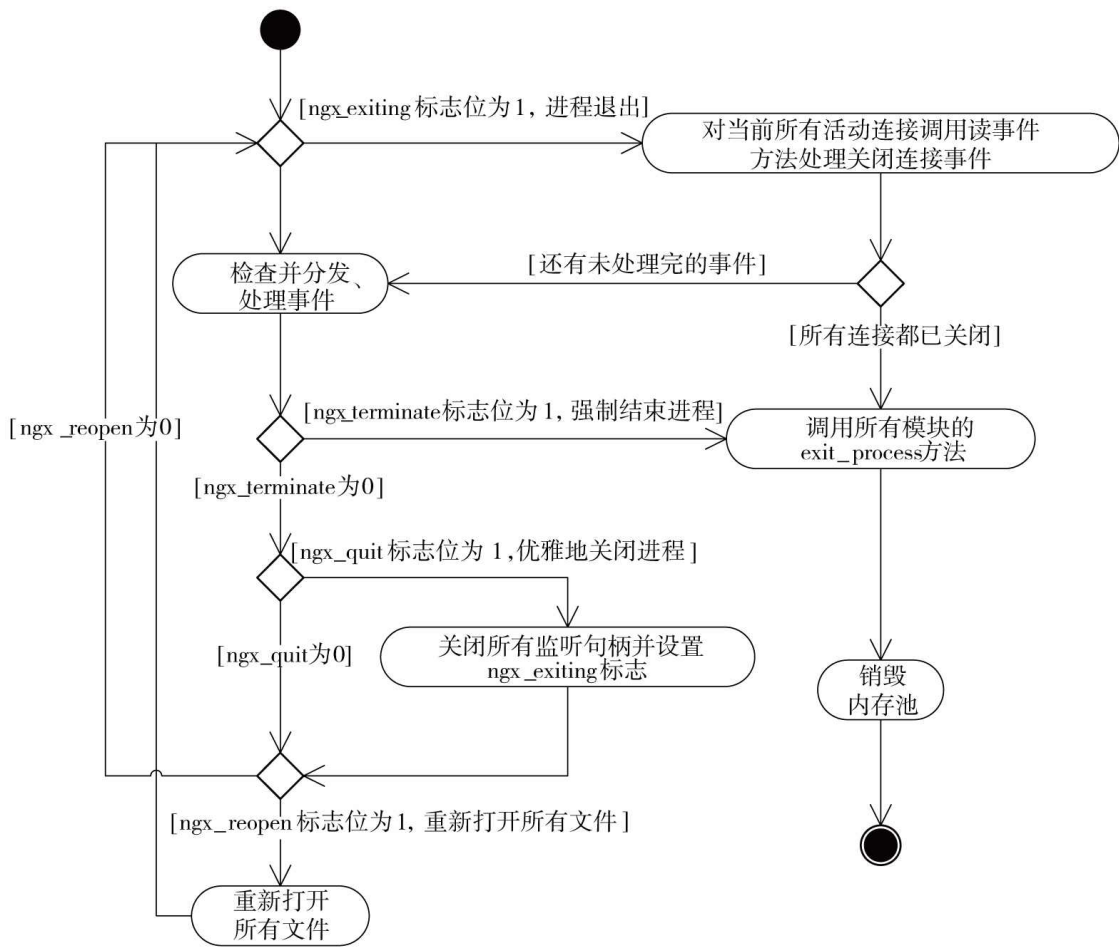 [ngx_exiting 标志位为1, 进程退出]
对当前所有活动连接调用读事件
方法处理关闭连接事件
[还有未处理完的事件]
检查并分发、
处理事件
[所有连接都已关闭]
[ngx_terminate标志位为1, 强制结束进程]
调用所有模块的
exit_process方法
[ngx _reopen为0]
[ngx_terminate为0]
[ngx_quit 标志位为 1,优雅地关闭进程]
关闭所有监听句柄并设置
ngx_exiting标志
[ngx_quit为0]
销毁
内存池
[ngx_reopen 标志位为1, 重新打开所有文件]
重新打开
所有文件